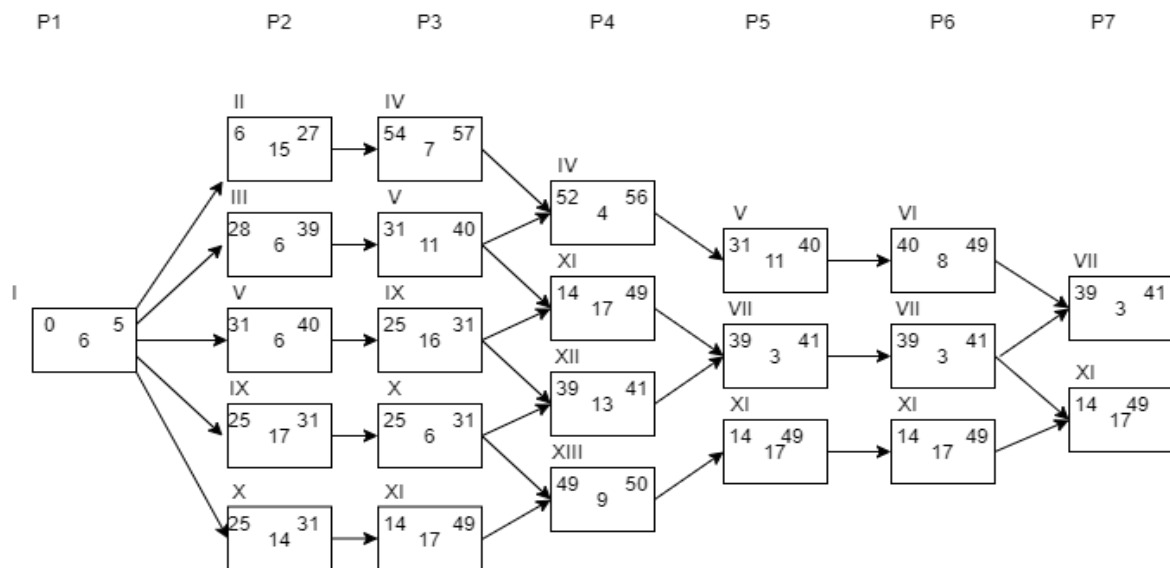 P1 P2 P3 P4 P5 P6 P7
II IV
6 27 54 57
15 7
IV
52 56
4
III V
28 39 31 40
6 11
V VI
31 40 40 49
11 8
XI
14 49
17
VII
39 41
3
I
0 5
6
V IX
31 40 25 31
6 16
VII VII
39 41 39 41
3 3
XII
39 41
13
XI
14 49
17
IX X
25 31 25 31
17 6
XI XI
14 49 14 49
17 17
XIII
49 50
9
X XI
25 31 14 49
14 17